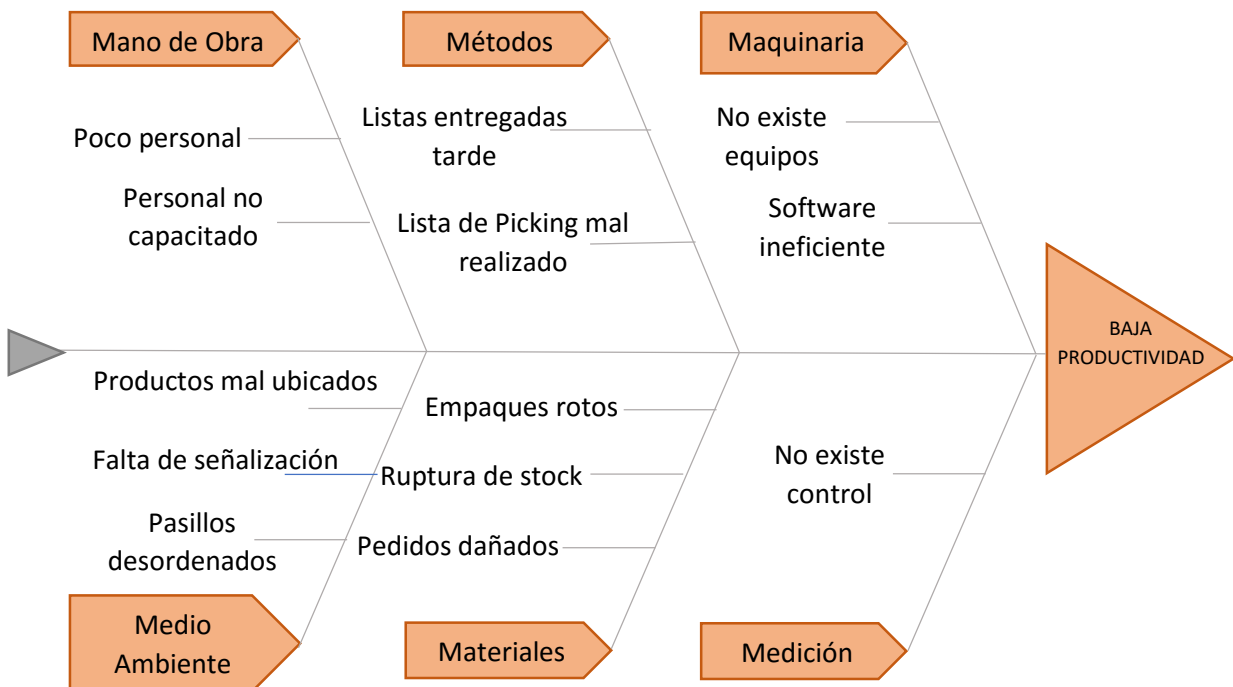 Mano de Obra
Métodos
Maquinaria
Poco personal
Personal no
capacitado
Listas entregadas
tarde
Lista de Picking mal
realizado
No existe
equipos
Software
ineficiente
BAJA
PRODUCTIVIDAD
Productos mal ubicados
Falta de señalización
Pasillos
desordenados
Empaques rotos
Ruptura de stock
Pedidos dañados
No existe
control
Medio
Ambiente
Materiales
Medición